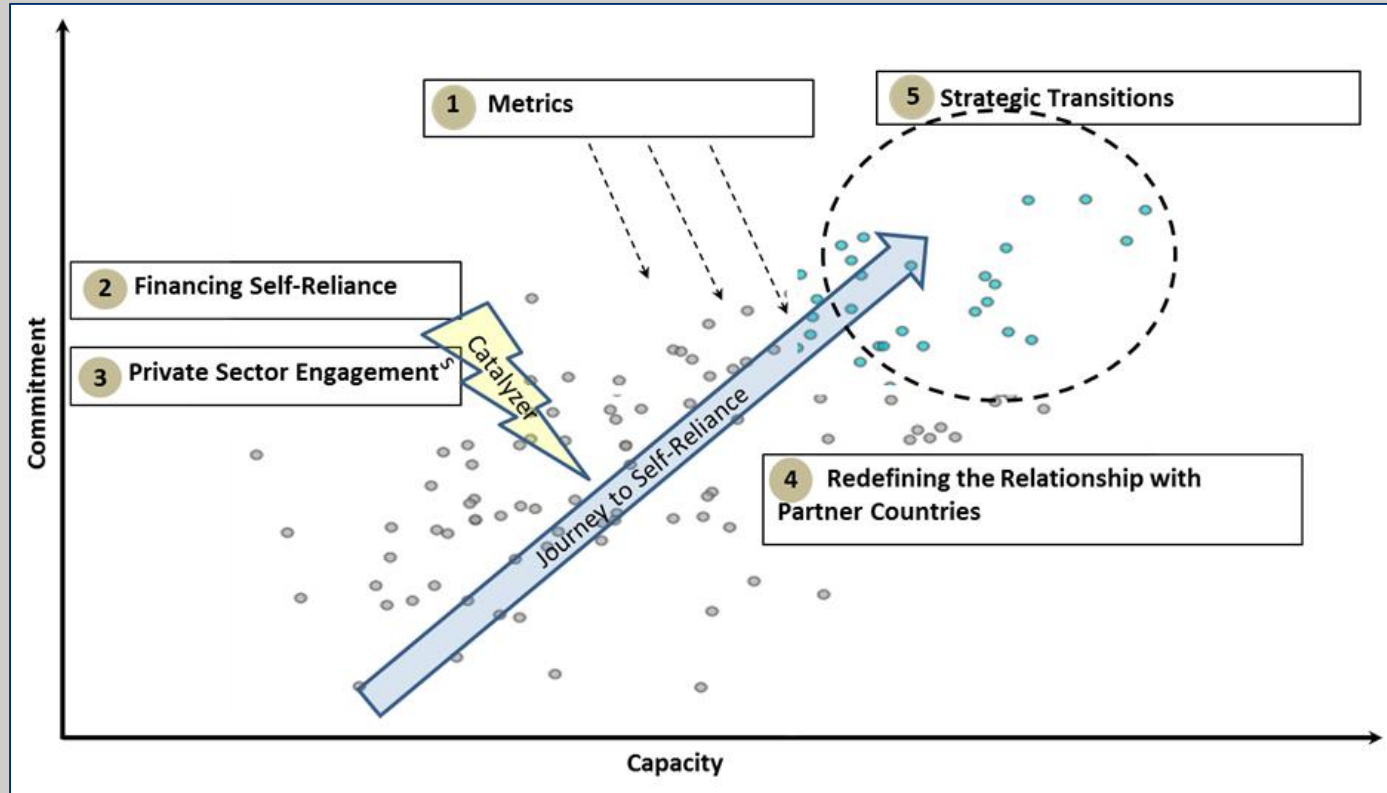 1 Metrics
5 Strategic Transitions
2 Financing Self-Reliance
3 Private Sector Engagement
Catalyzer
s
Journey to Self-Reliance
4 Redefining the Relationship with
Partner Countries
Commitment
Capacity